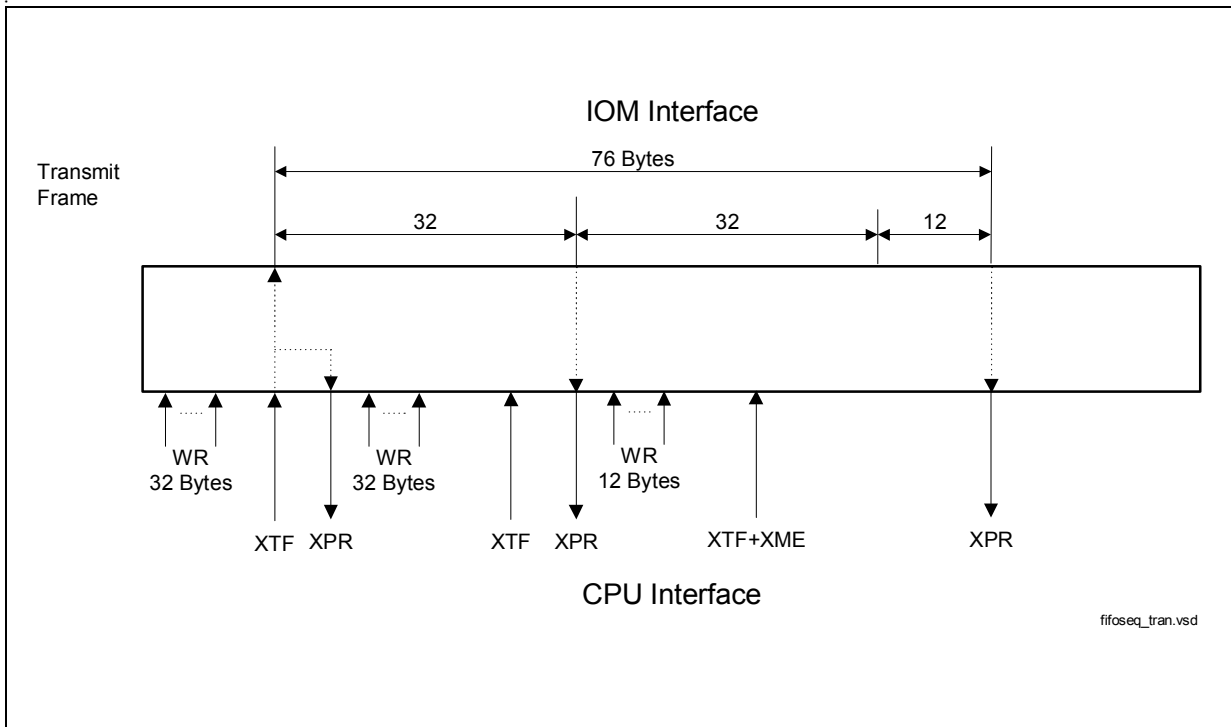 IOM Interface
76 Bytes
Transmit
Frame
32
32
12
WR
32 Bytes
WR
32 Bytes
WR
12 Bytes
XTF
XPR
XTF
XPR
XTF+XME
XPR
CPU Interface
fifoseq_tran.vsd